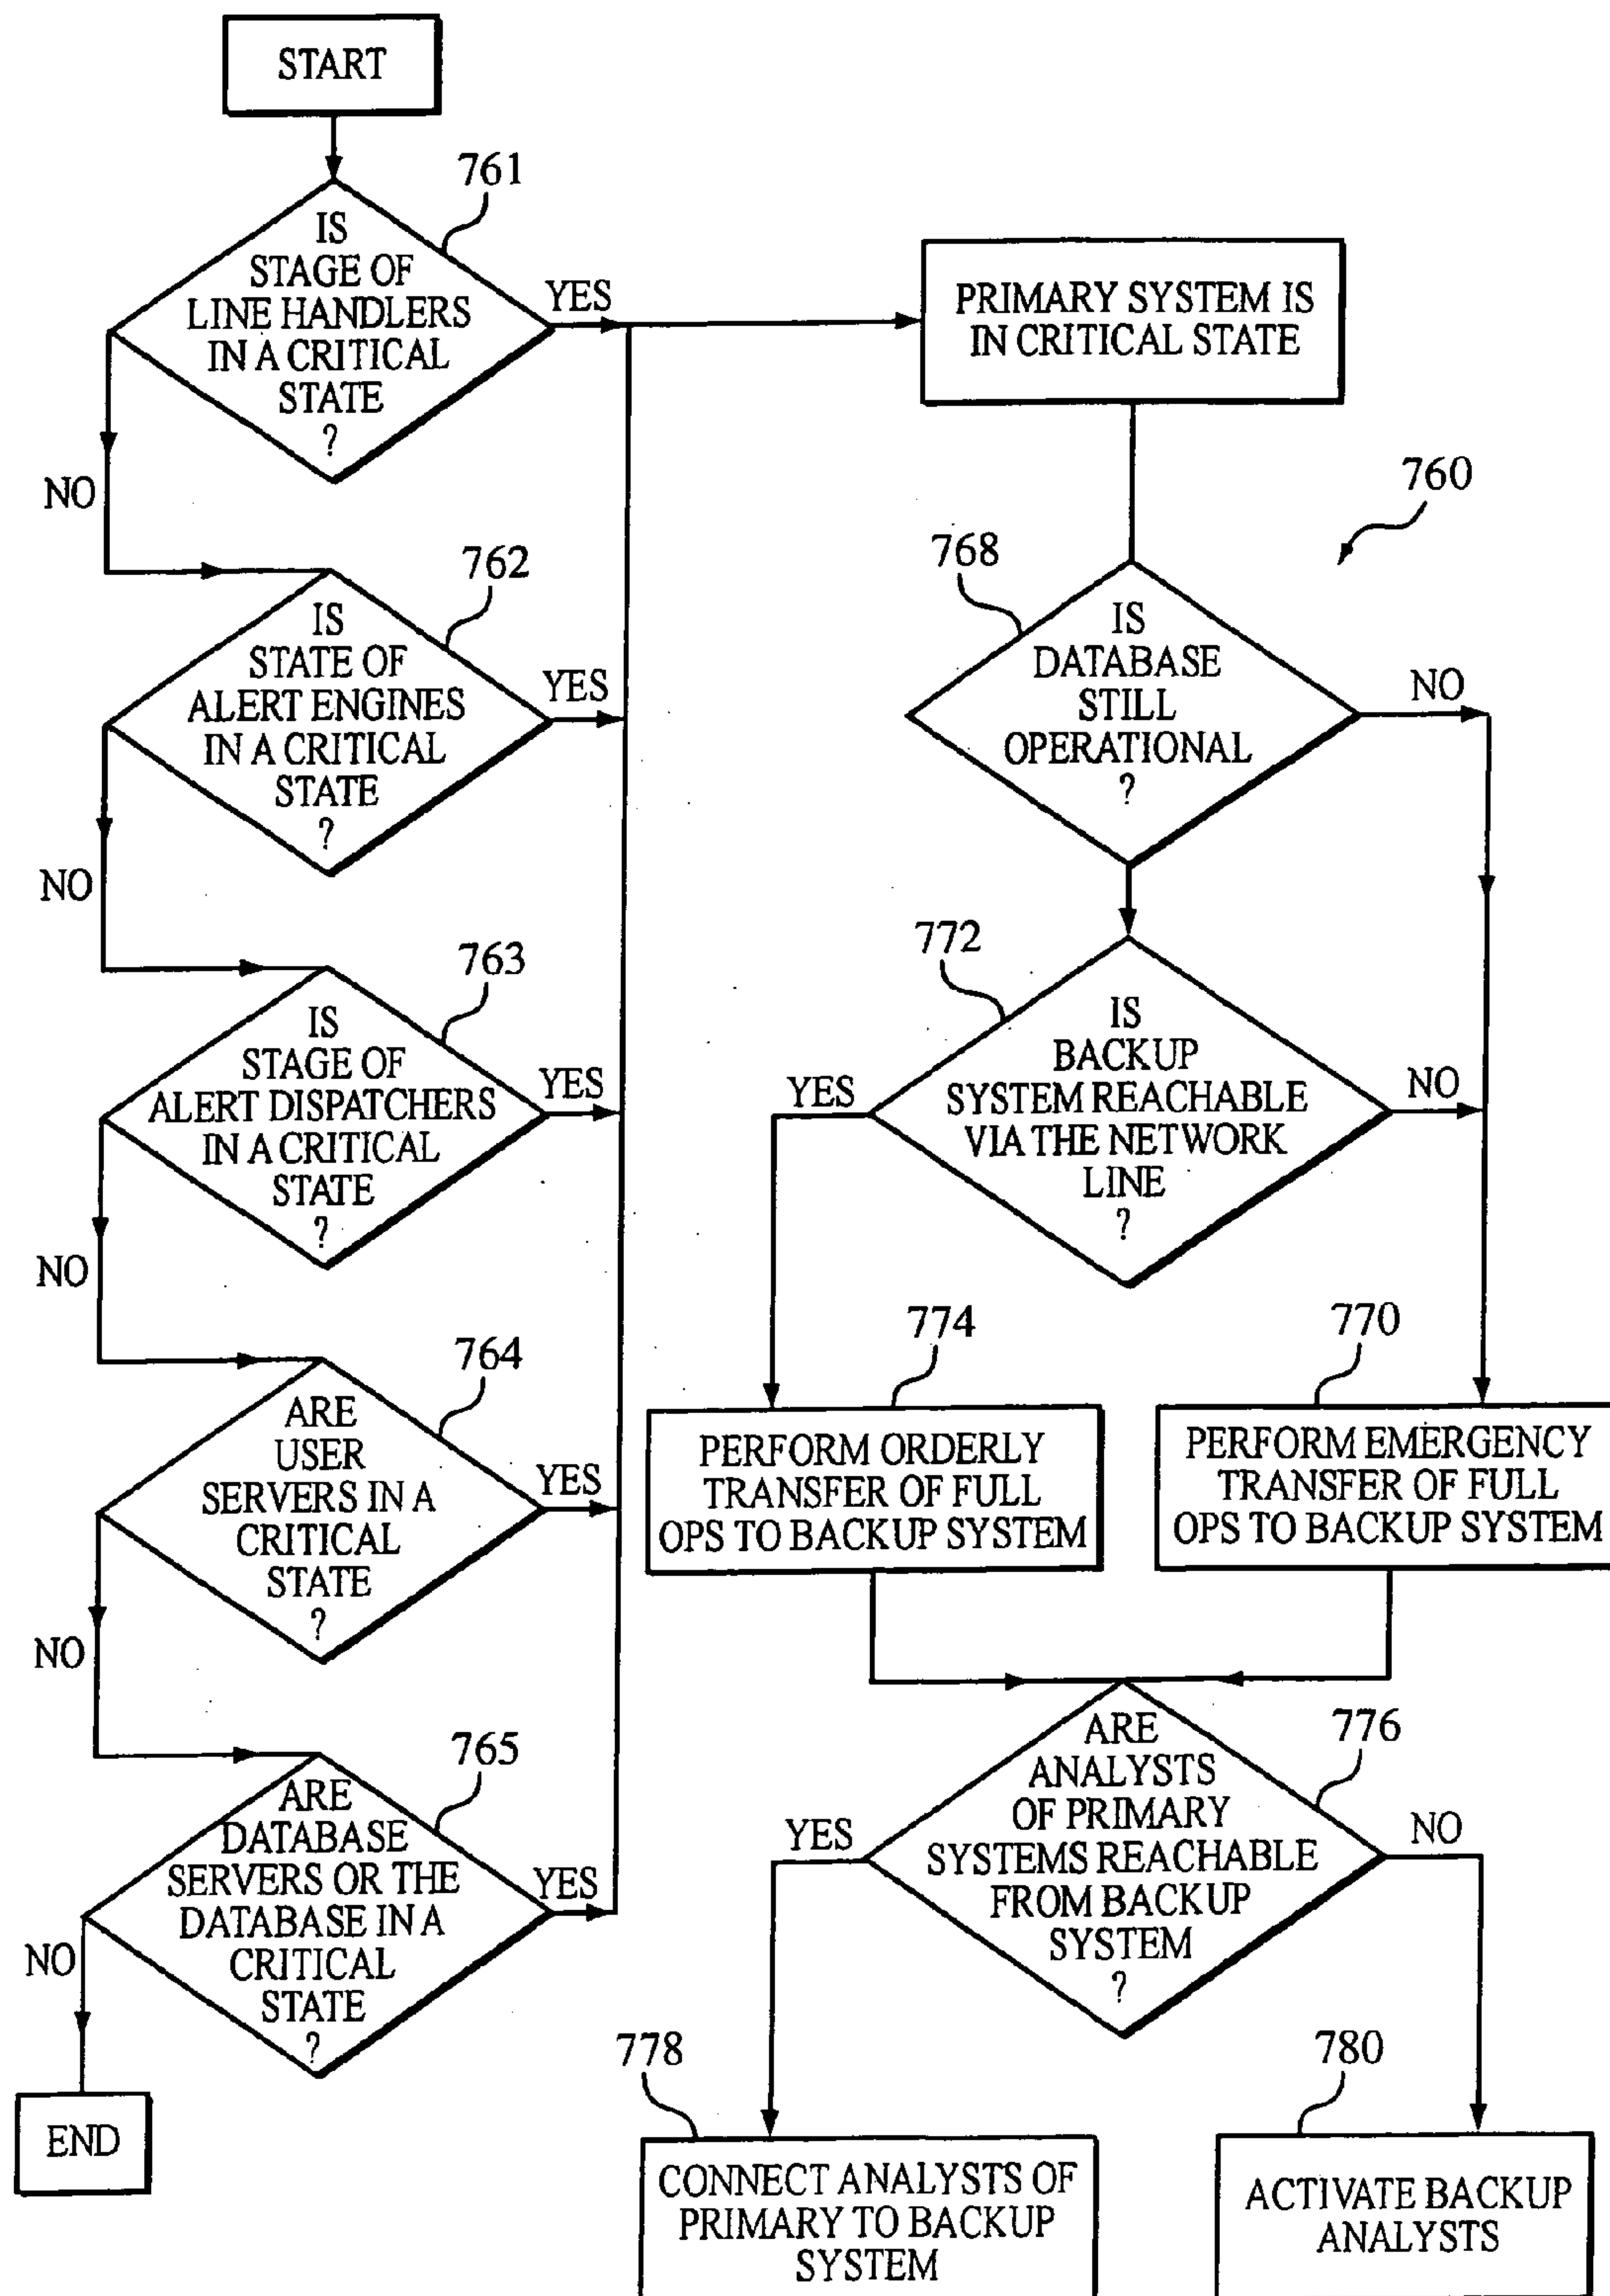 START
761
IS
STAGE OF
LINE HANDLERS
IN A CRITICAL
STATE
?
YES
NO
762
IS
STATE OF
ALERT ENGINES
IN A CRITICAL
STATE
?
YES
NO
763
IS
STAGE OF
ALERT DISPATCHERS
IN A CRITICAL
STATE
?
YES
NO
764
ARE
USER
SERVERS IN A
CRITICAL
STATE
?
YES
NO
765
ARE
DATABASE
SERVERS OR THE
DATABASE IN A
CRITICAL
STATE
?
YES
NO
END
PRIMARY SYSTEM IS
IN CRITICAL STATE
760
768
IS
DATABASE
STILL
OPERATIONAL
?
NO
772
IS
BACKUP
SYSTEM REACHABLE
VIA THE NETWORK
LINE
?
YES
NO
774
PERFORM ORDERLY
TRANSFER OF FULL
OPS TO BACKUP SYSTEM
770
PERFORM EMERGENCY
TRANSFER OF FULL
OPS TO BACKUP SYSTEM
776
ARE
ANALYSTS
OF PRIMARY
SYSTEMS REACHABLE
FROM BACKUP
SYSTEM
?
YES
NO
778
CONNECT ANALYSTS OF
PRIMARY TO BACKUP
SYSTEM
780
ACTIVATE BACKUP
ANALYSTS